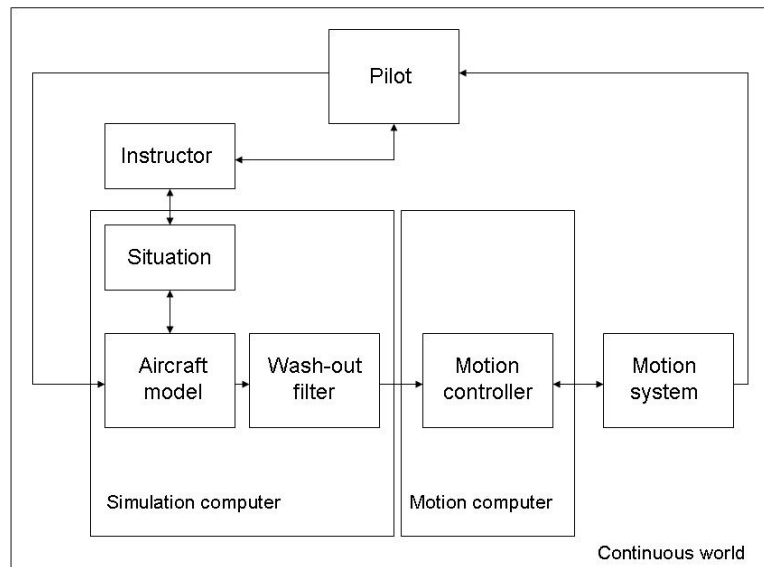 Pilot
Instructor
Situation
Aircraft
model
Wash-out
filter
Motion
controller
Motion
system
Simulation computer
Motion computer
Continuous world